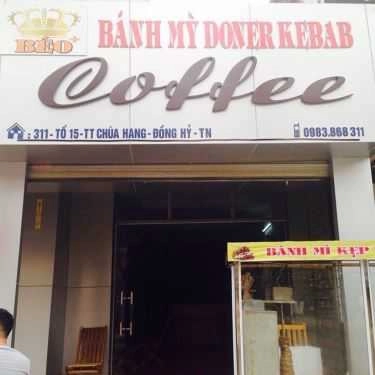 BÉO+
BÁNH MỲ DONER KEBAB
Coffee
: 311 - TỔ 15 - TT CHÙA HANG - ĐỒNG HỶ - TN
0983.868.311
BÁNH MÌ KẸP